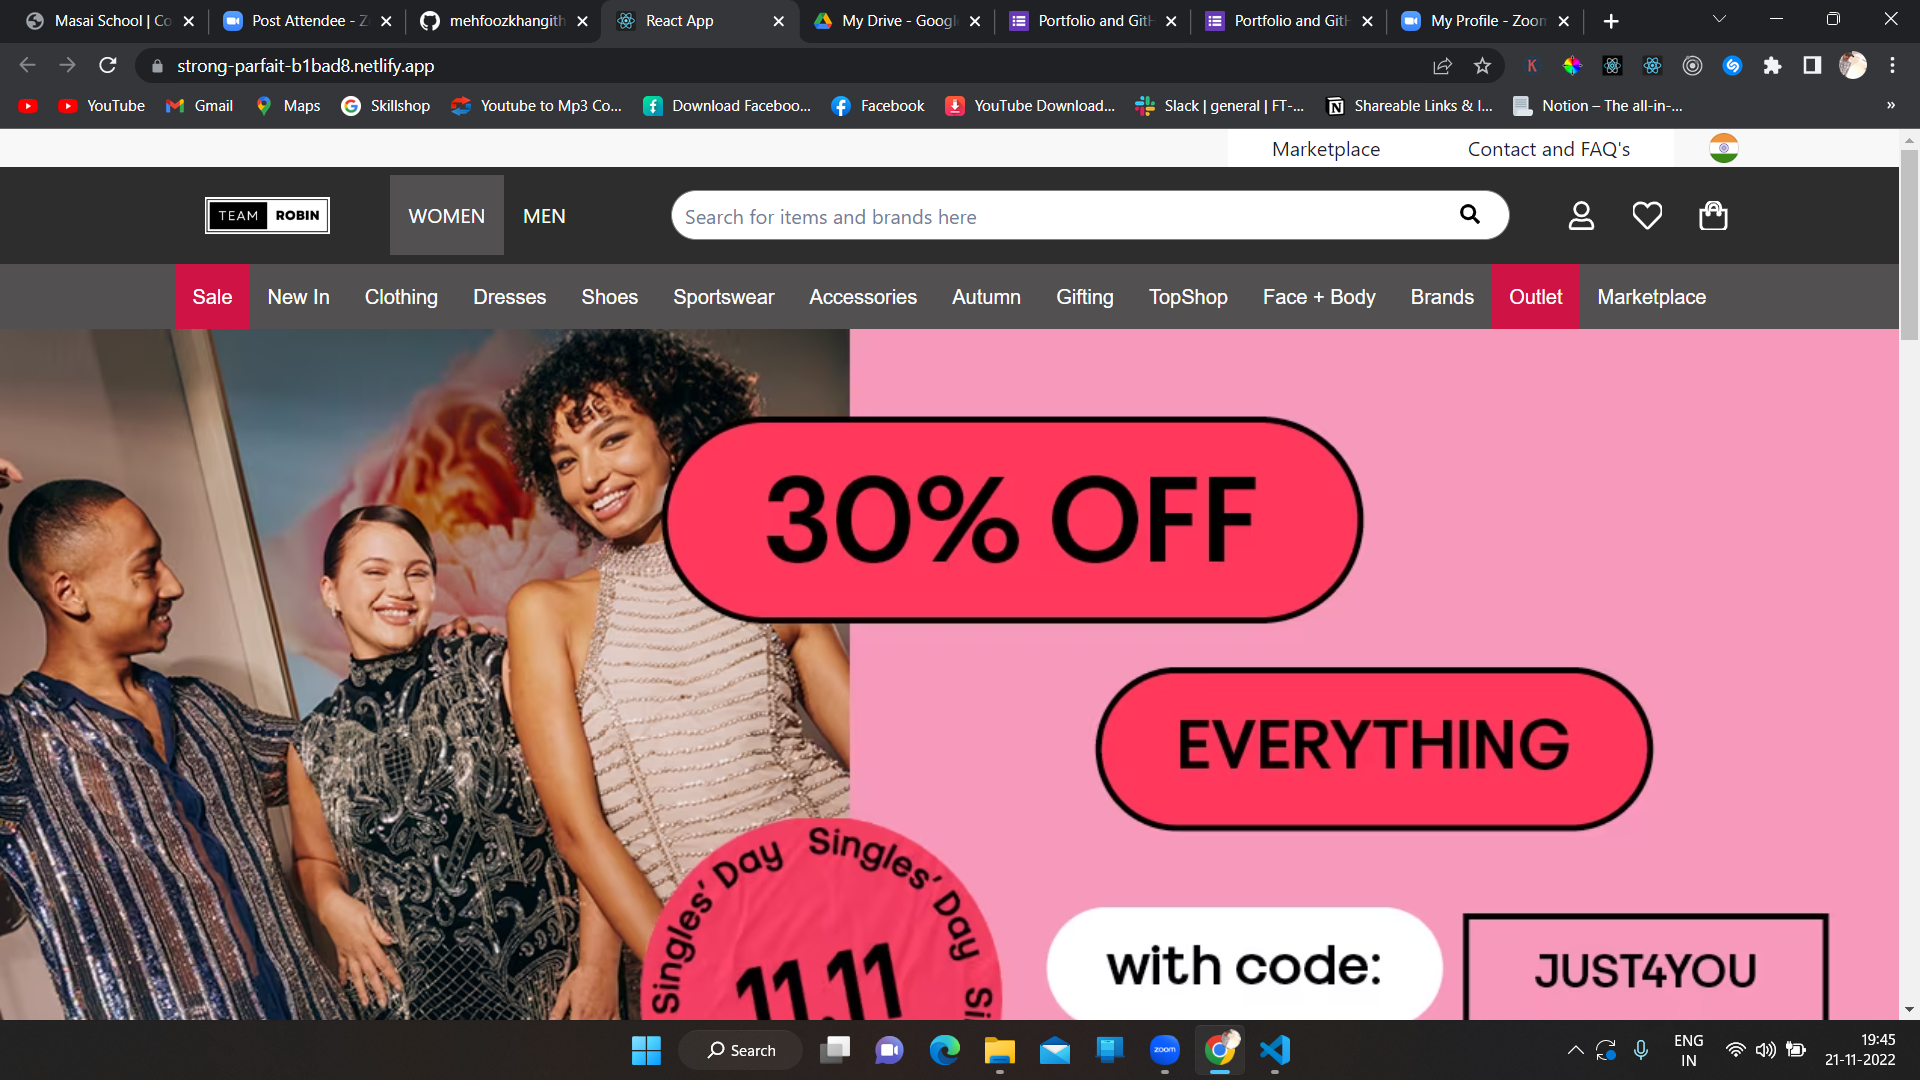 Masai School | Co
Post Attendee - Z
mehfoozkhangith
React App
My Drive - Googl
Portfolio and GitH
Portfolio and GitH
My Profile - Zoom
strong-parfait-b1bad8.netlify.app
YouTube
Gmail
Maps
Skillshop
Youtube to Mp3 Co...
Download Faceboo...
Facebook
YouTube Download...
Slack | general | FT-...
Shareable Links & I...
Notion – The all-in-...
»
Marketplace
Contact and FAQ's
TEAM ROBIN
WOMEN
MEN
Search for items and brands here
Sale
New In
Clothing
Dresses
Shoes
Sportswear
Accessories
Autumn
Gifting
TopShop
Face + Body
Brands
Outlet
Marketplace
30% OFF
EVERYTHING
Singles' Day Singles' Day
11.11
with code:
JUST4YOU
Search
zoom
ENG
IN
19:45
21-11-2022